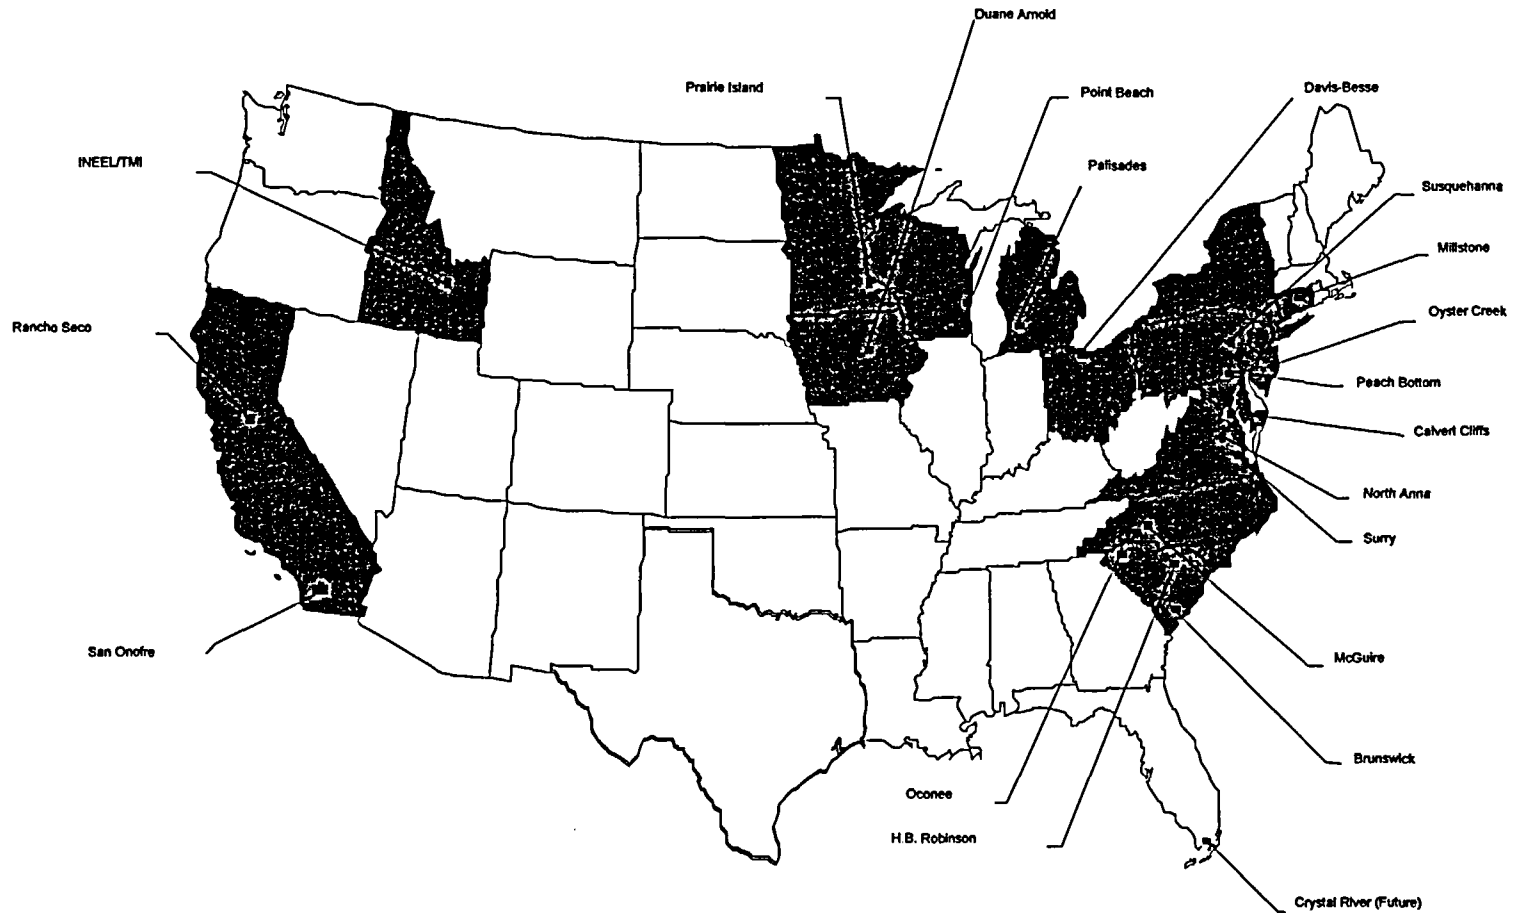 Duane Arnold
Prairie Island
Point Beach
Davis-Besse
INEEL/TMI
Palisades
Susquehanna
Millstone
Oyster Creek
Rancho Seco
Peach Bottom
Calvert Cliffs
North Anna
Surry
San Onofre
McGuire
Brunswick
Oconee
H.B. Robinson
Crystal River (Future)